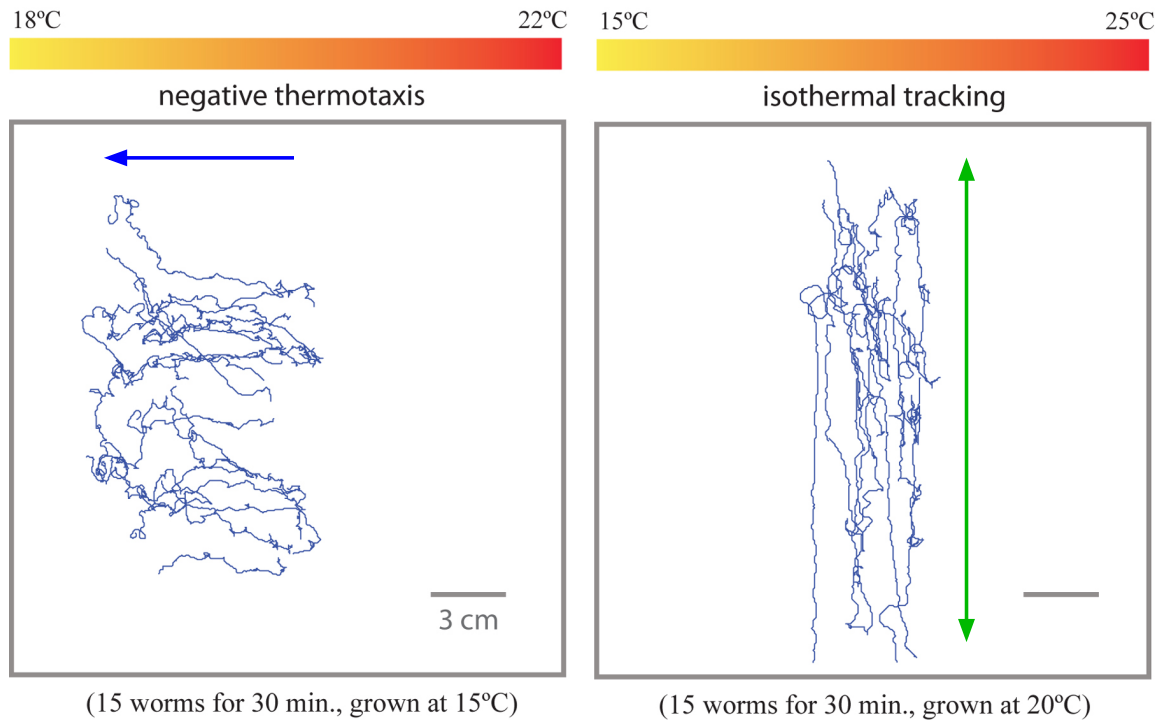 18ºC 22ºC 15ºC 25ºC
negative thermotaxis isothermal tracking
3 cm
(15 worms for 30 min., grown at 15ºC) (15 worms for 30 min., grown at 20ºC)